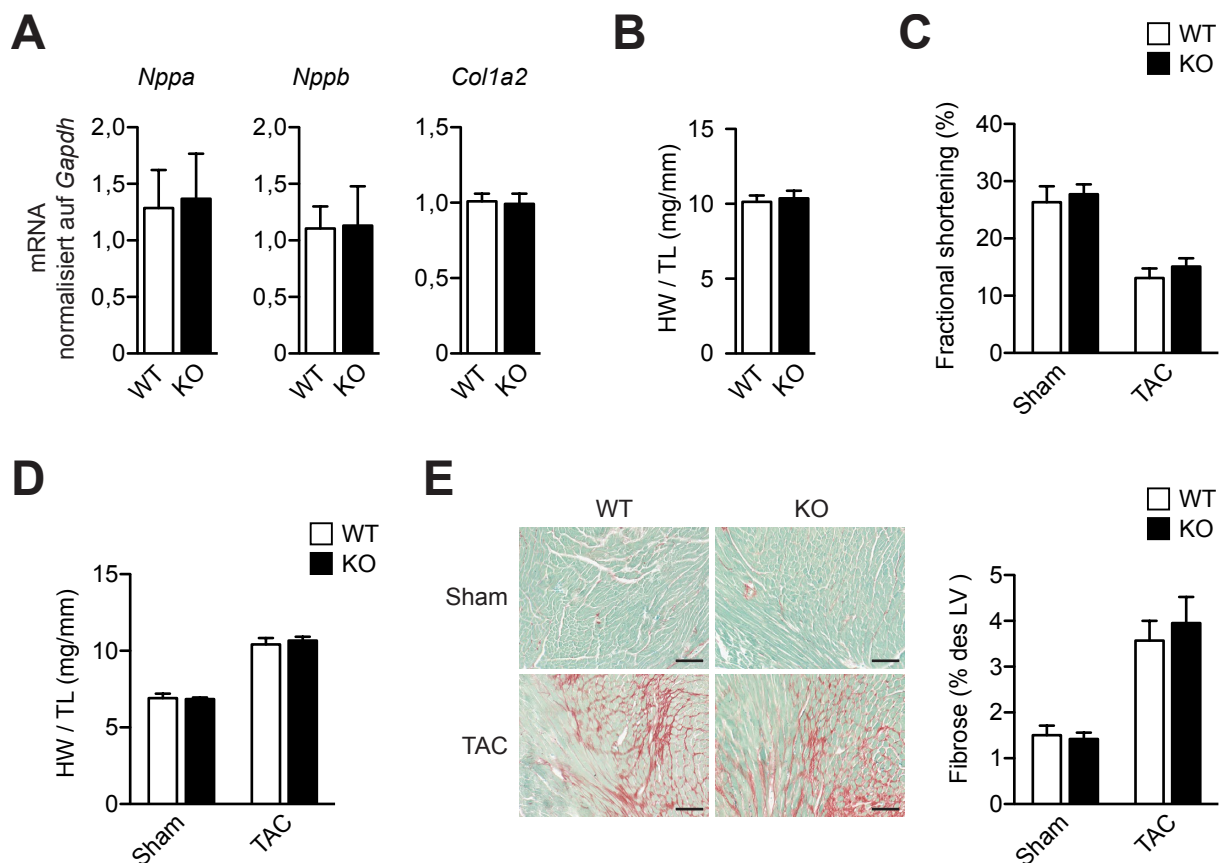 A
Nppa
Nppb
Col1a2
mRNA
normalisiert auf Gapdh
2,0
1,5
1,0
0,5
0
WT
KO
2,0
1,5
1,0
0,5
0
WT
KO
1,5
1,0
0,5
0
WT
KO
B
HW / TL (mg/mm)
15
10
5
0
WT
KO
C
WT
KO
Fractional shortening (%)
40
30
20
10
0
Sham
TAC
D
WT
KO
HW / TL (mg/mm)
15
10
5
0
Sham
TAC
E
WT
KO
Sham
TAC
WT
KO
Fibrose (% des LV )
5
4
3
2
1
0
Sham
TAC